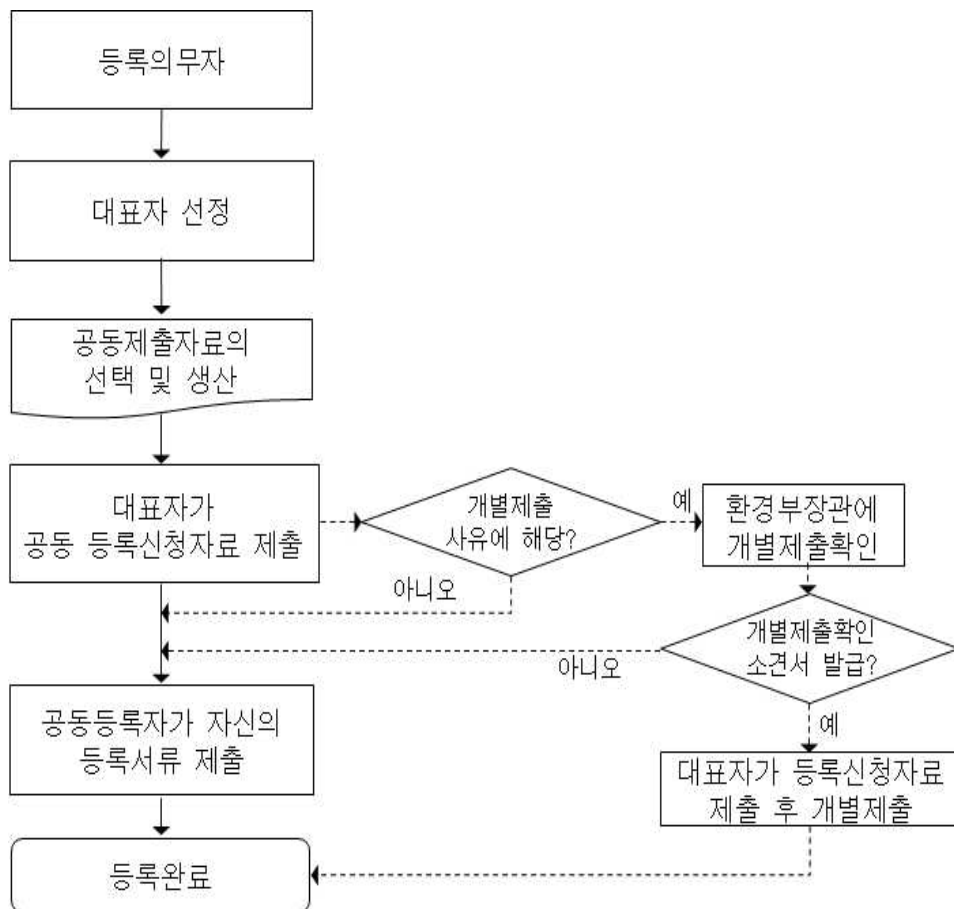 등록의무자
대표자 선정
공동제출자료의
선택 및 생산
대표자가
공동 등록신청자료 제출
개별제출
사유에 해당?
예
환경부장관에
개별제출확인
아니오
개별제출확인
소견서 발급?
아니오
예
공동등록자가 자신의
등록서류 제출
대표자가 등록신청자료
제출 후 개별제출
등록완료